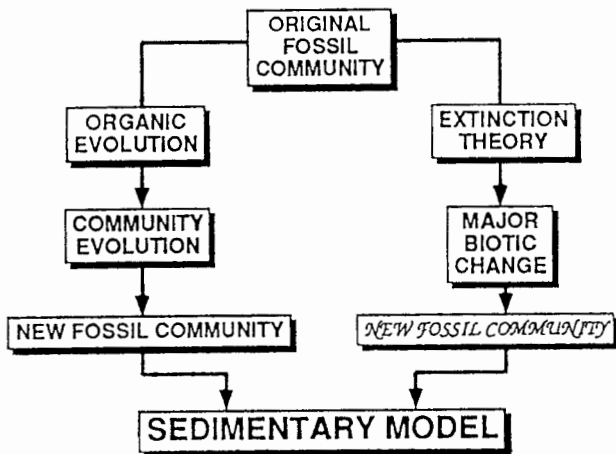 ORIGINAL
FOSSIL
COMMUNITY
ORGANIC
EVOLUTION
EXTINCTION
THEORY
COMMUNITY
EVOLUTION
MAJOR
BIOTIC
CHANGE
NEW FOSSIL COMMUNITY
NEW FOSSIL COMMUNITY
SEDIMENTARY MODEL